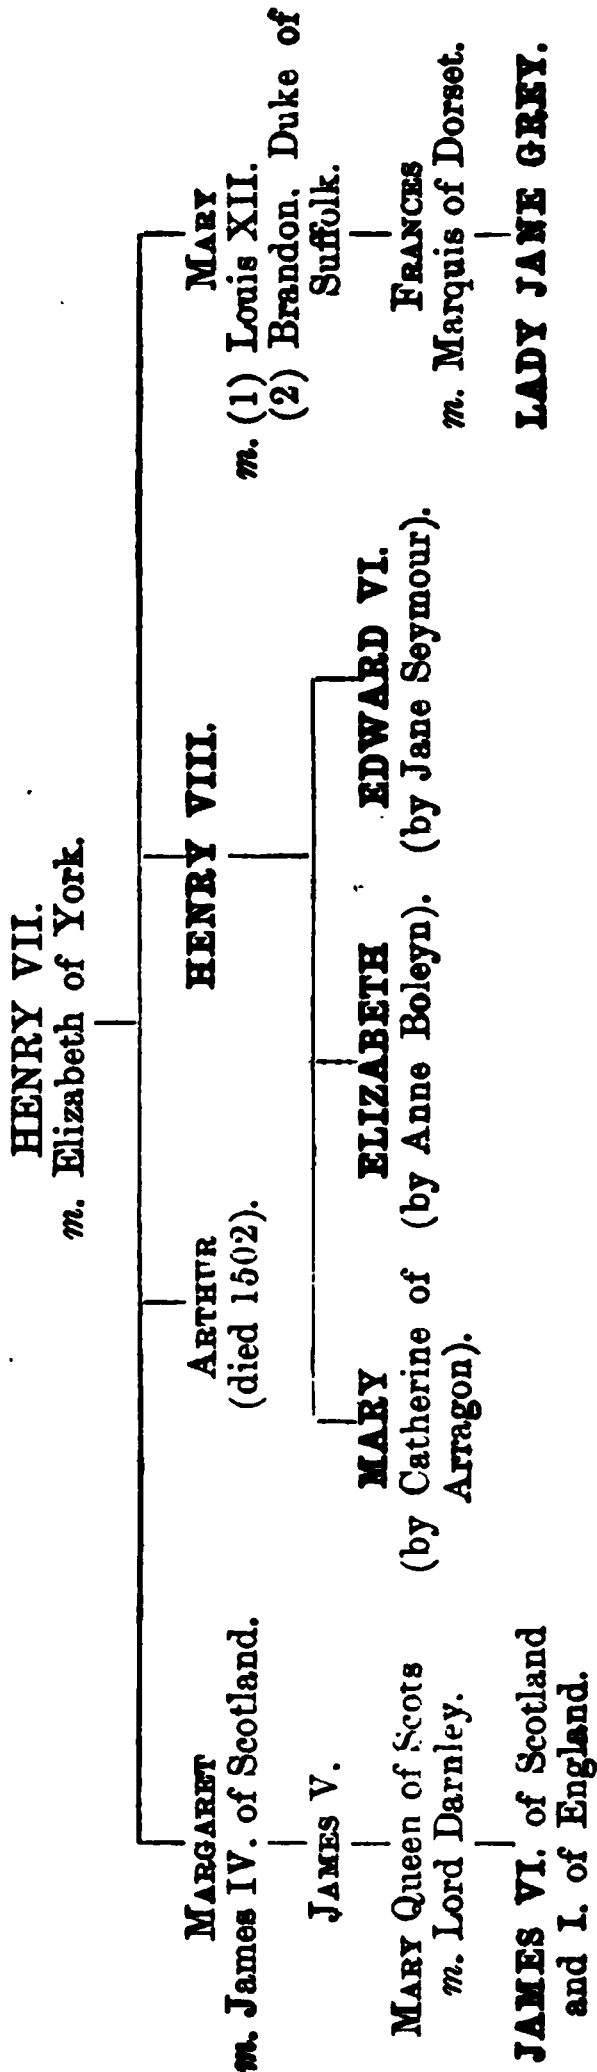 HENRY VII.
m. Elizabeth of York.
MARGARET
m. James IV. of Scotland.
JAMES V.
MARY Queen of Scots
m. Lord Darnley.
JAMES VI. of Scotland
and I. of England.
ARTHUR
(died 1502).
HENRY VIII.
MARY
(by Catherine of
Arragon).
ELIZABETH
(by Anne Boleyn).
EDWARD VI.
(by Jane Seymour).
MARY
m. (1) Louis XII.
(2) Brandon, Duke of
Suffolk.
FRANCES
m. Marquis of Dorset.
LADY JANE GREY.